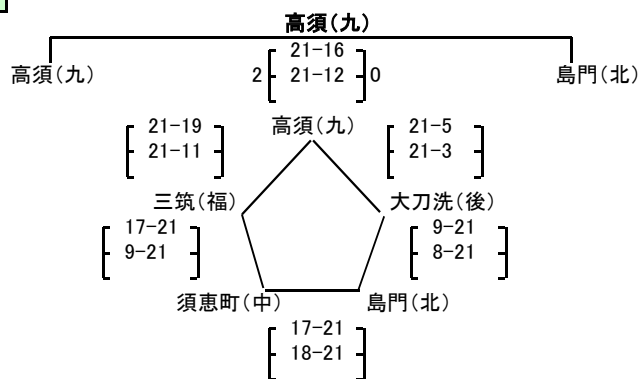 高須(九)
高須(九)
島門(北)
21-16
2 21-12 0
高須(九)
21-19
21-11
21-5
21-3
三筑(福)
大刀洗(後)
17-21
9-21
9-21
8-21
須恵町(中)
島門(北)
17-21
18-21